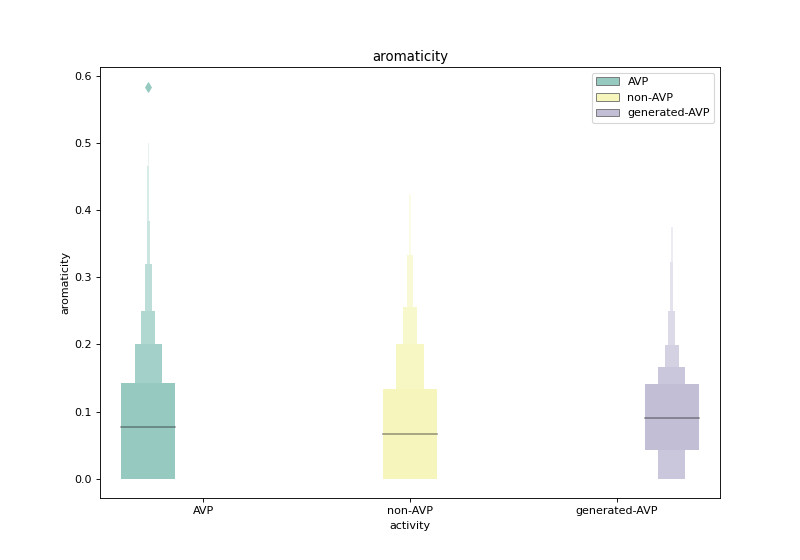 aromaticity
AVP
non-AVP
generated-AVP
aromaticity
0.6
0.5
0.4
0.3
0.2
0.1
0.0
AVP
non-AVP
generated-AVP
activity